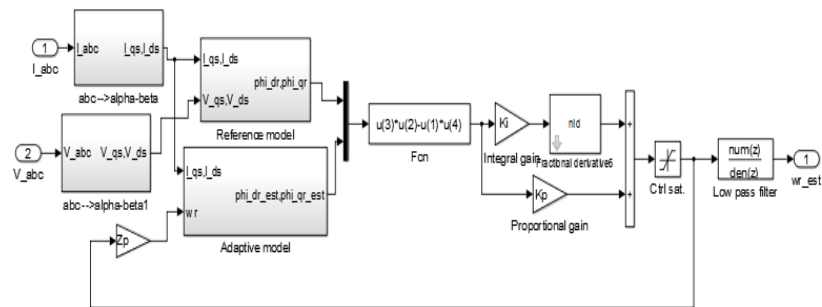 1
I_abc
I_abc
I_qs,I_ds
abc-->alpha-beta
2
V_abc
V_abc
V_qs,V_ds
abc-->alpha-beta1
I_qs,I_ds
V_qs,V_ds
phi_dr,phi_qr
Reference model
I_qs,I_ds
wr
phi_dr_est,phi_qr_est
Adaptive model
Zp
u(3)*u(2)-u(1)*u(4)
Fcn
Ki
Integral gain
nid
Fractional derivative6
Kp
Proportional gain
+
+
Ctrl sat.
num(z)
den(z)
Low pass filter
1
wr_est